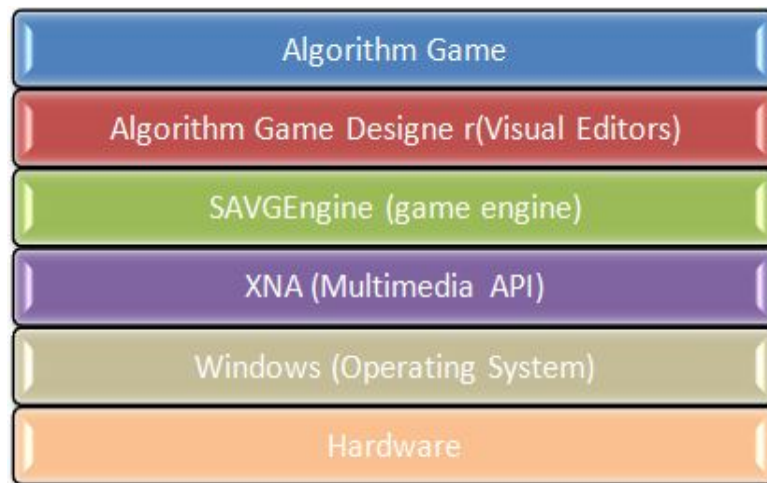 Algorithm Game
Algorithm Game Designe r(Visual Editors)
SAVGEngine (game engine)
XNA (Multimedia API)
Windows (Operating System)
Hardware